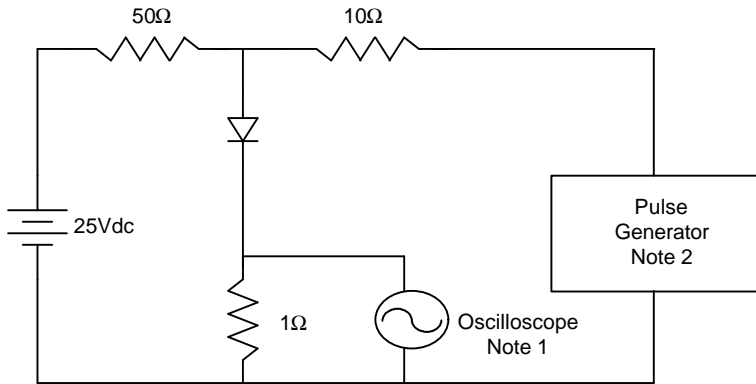 50Ω
10Ω
25Vdc
Pulse
Generator
Note 2
1Ω
Oscilloscope
Note 1